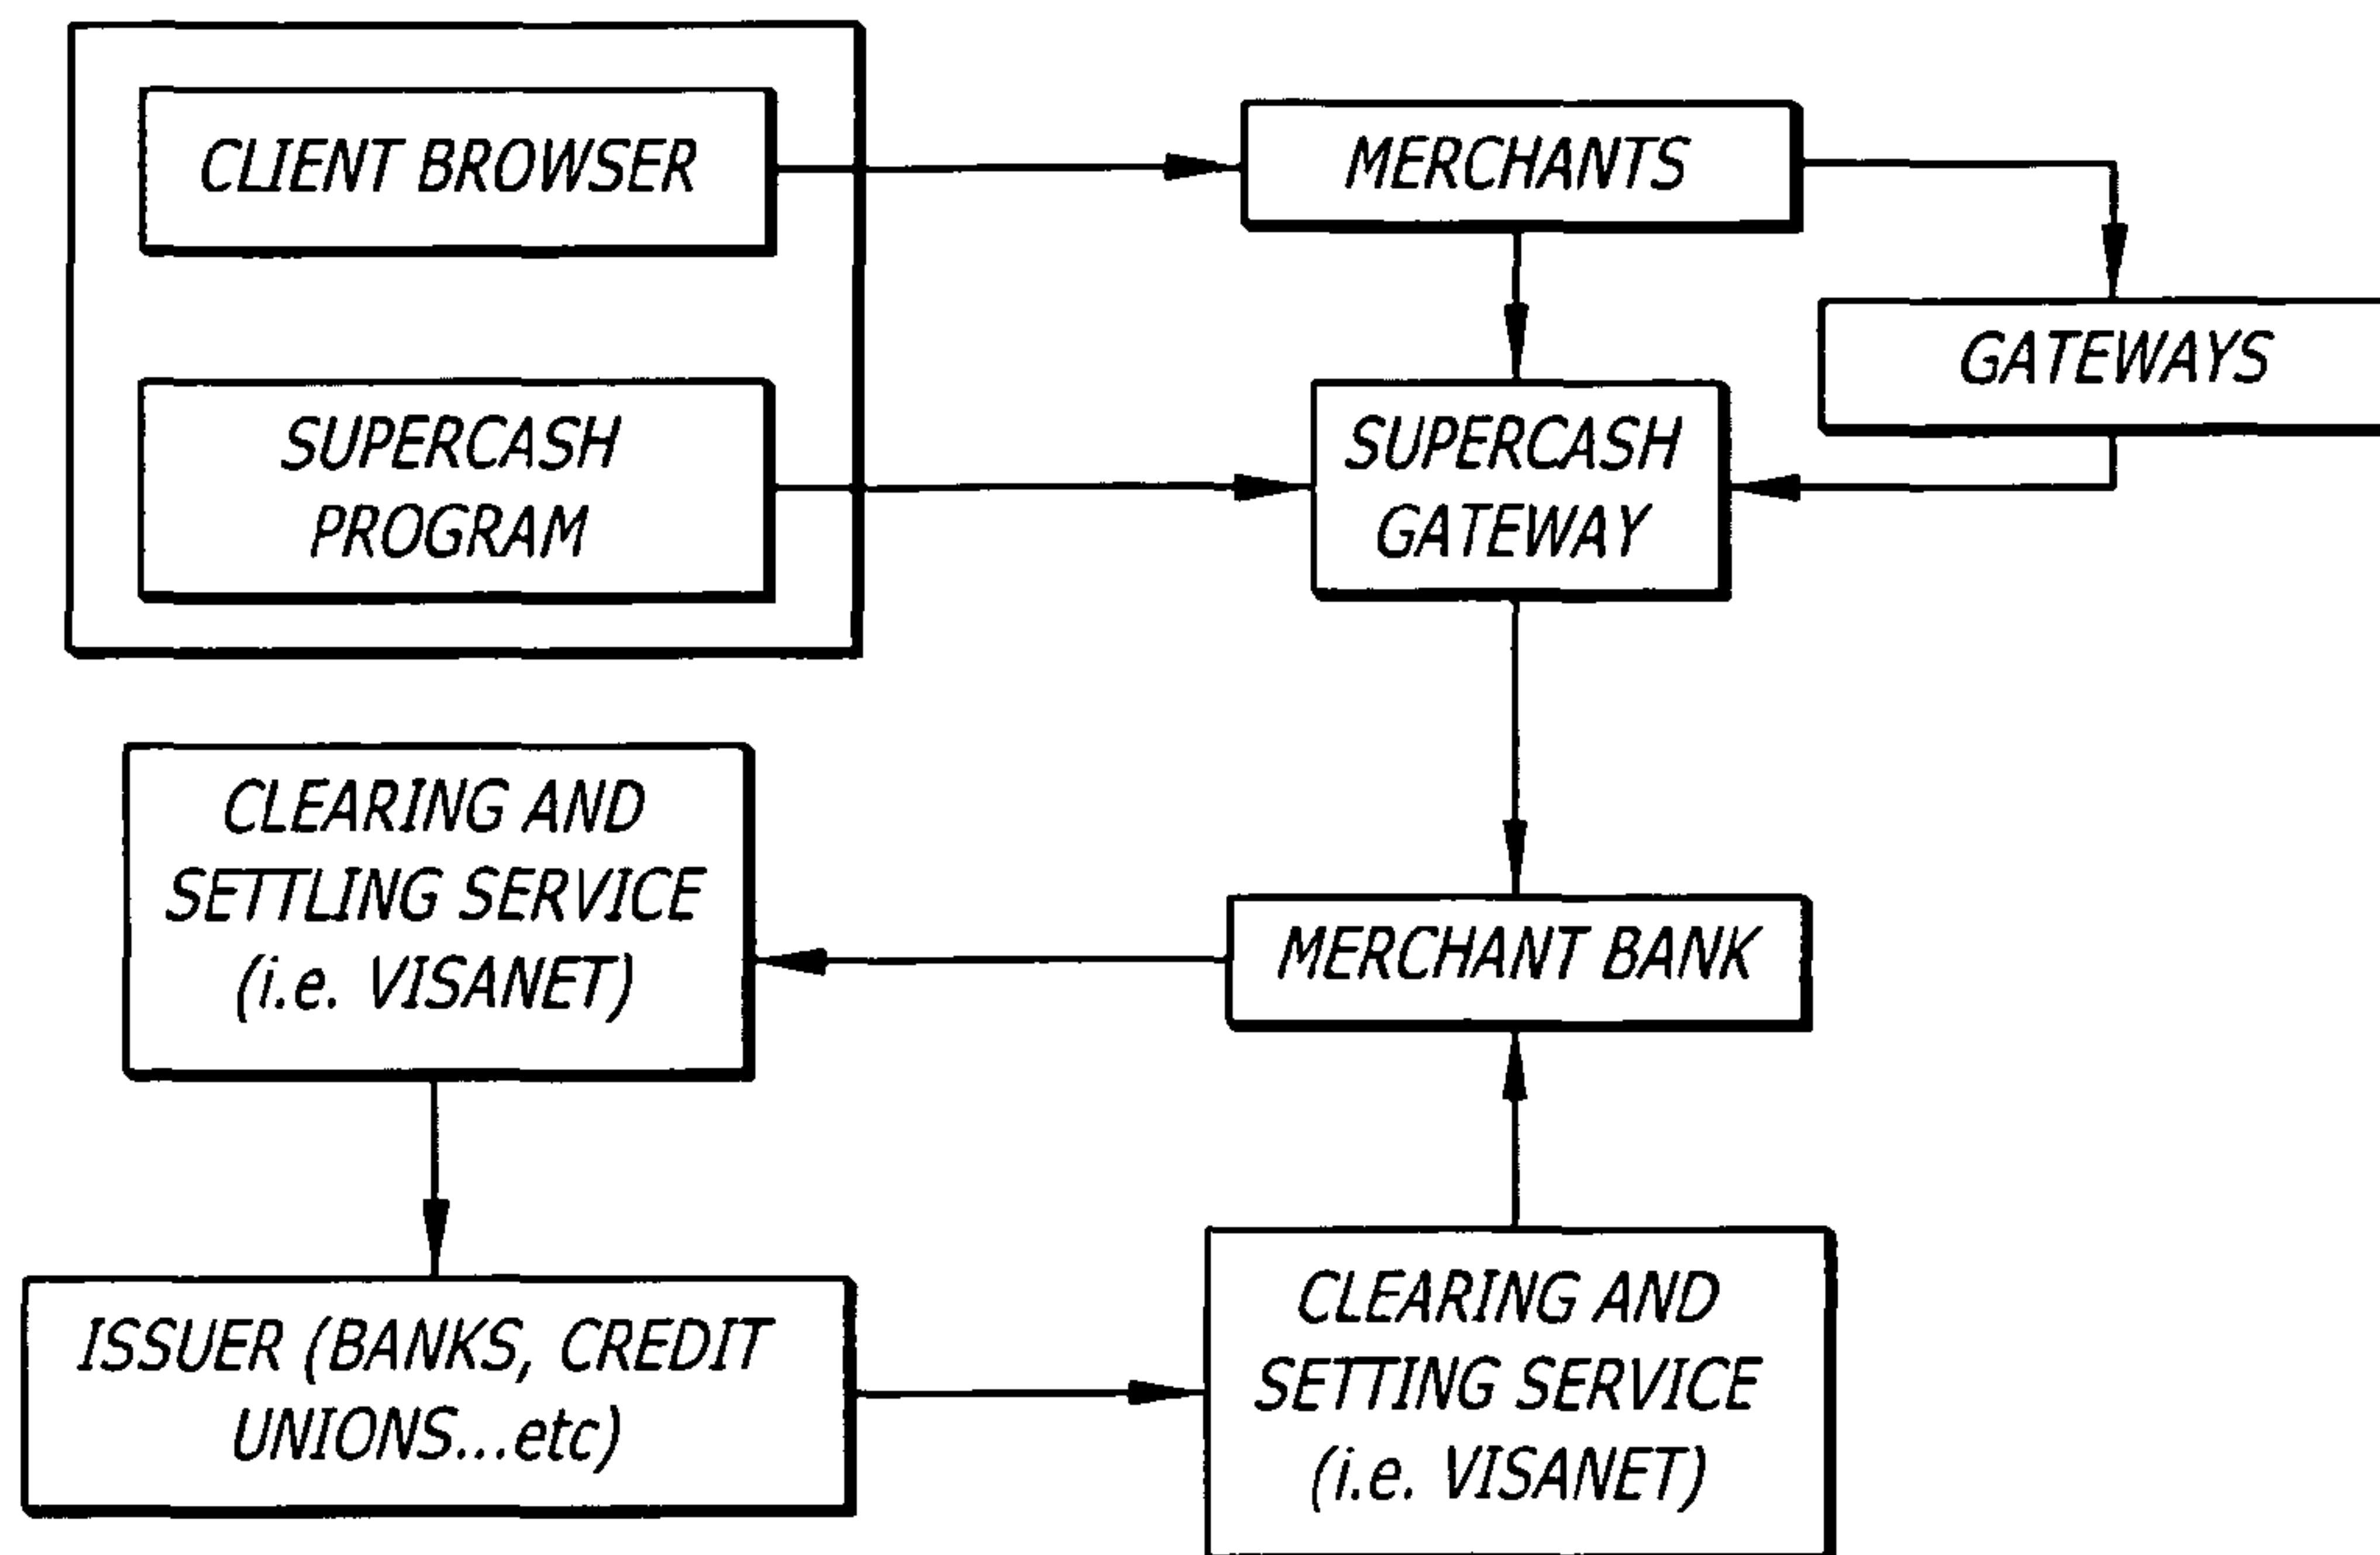 CLIENT BROWSER
MERCHANTS
GATEWAYS
SUPERCASH
PROGRAM
SUPERCASH
GATEWAY
CLEARING AND
SETTLING SERVICE
(i.e. VISANET)
MERCHANT BANK
ISSUER (BANKS, CREDIT
UNIONS...etc)
CLEARING AND
SETTING SERVICE
(i.e. VISANET)